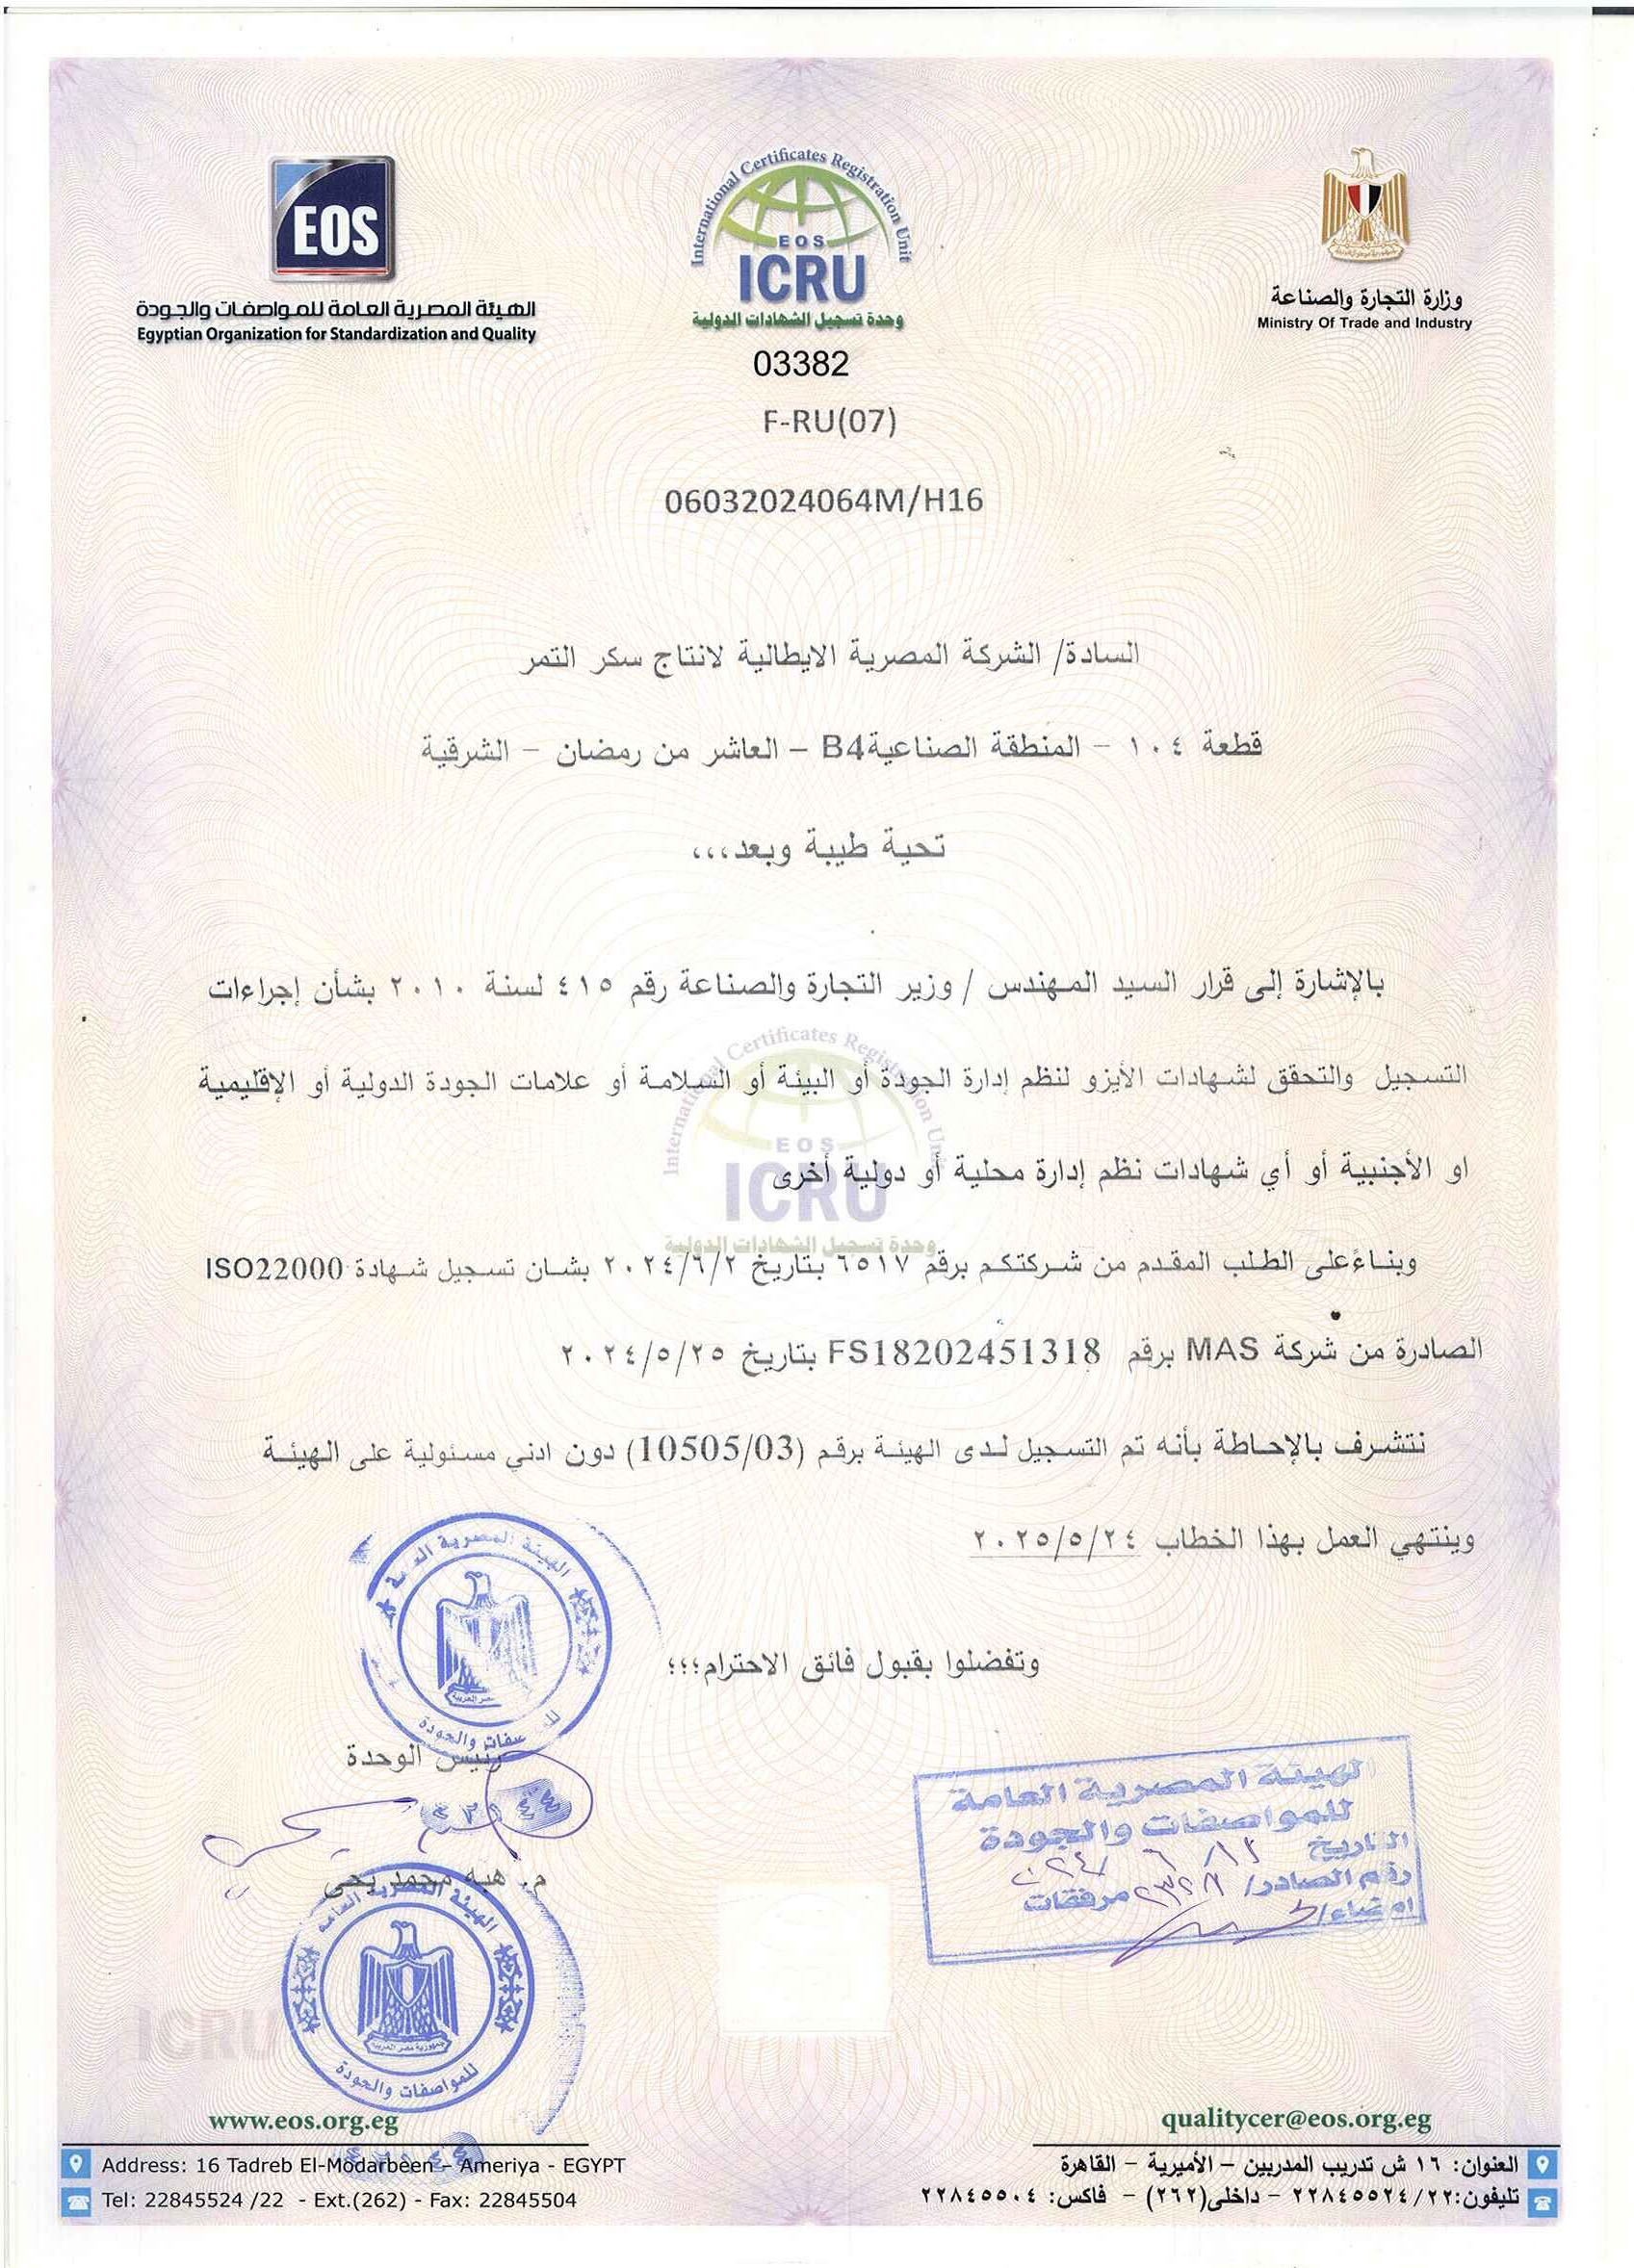 EOS
الهيئة المصرية العامة للمواصفات والجودة
Egyptian Organization for Standardization and Quality
International Certificates Registration Unit
EOS
ICRU
وحدة تسجيل الشهادات الدولية
وزارة التجارة والصناعة
Ministry Of Trade and Industry
03382
F-RU(07)
06032024064M/H16
السادة/ الشركة المصرية الايطالية لانتاج سكر التمر
قطعة ١٠٤ – المنطقة الصناعية B4 – العاشر من رمضان – الشرقية
تحية طيبة وبعد،،،
بالإشارة إلى قرار السيد المهندس / وزير التجارة والصناعة رقم ٤١٥ لسنة ٢٠١٠ بشأن إجراءات
التسجيل والتحقق لشهادات الأيزو لنظم إدارة الجودة أو البيئة أو السلامة أو علامات الجودة الدولية أو الإقليمية
او الأجنبية أو أي شهادات نظم إدارة محلية أو دولية أخرى
وبناءً على الطلب المقدم من شركتكم برقم ٦٥١٧ بتاريخ ٢٠٢٤/٦/٢ بشان تسجيل شهادة ISO22000
الصادرة من شركة MAS برقم FS18202451318 بتاريخ ٢٠٢٤/٥/٢٥
نتشرف بالإحاطة بأنه تم التسجيل لدى الهيئة برقم (10505/03) دون ادني مسئولية على الهيئة
وينتهي العمل بهذا الخطاب ٢٠٢٥/٥/٢٤
وتفضلوا بقبول فائق الاحترام؛؛؛
رئيس الوحدة
م. هبه محمد يحى
الهيئة المصرية العامة
للمواصفات والجودة
جمهورية مصر العربية
الهيئة المصرية العامة
للمواصفات والجودة
التاريخ
رقم الصادر/ مرفقات
امضاء/
ICRU
www.eos.org.eg
qualitycer@eos.org.eg
Address: 16 Tadreb El-Modarbeen – Ameriya - EGYPT
Tel: 22845524 /22 - Ext.(262) - Fax: 22845504
العنوان: ١٦ ش تدريب المدربين – الأميرية – القاهرة
تليفون:٢٢٨٤٥٥٢٤/٢٢ – داخلى(٢٦٢) – فاكس: ٢٢٨٤٥٥٠٤